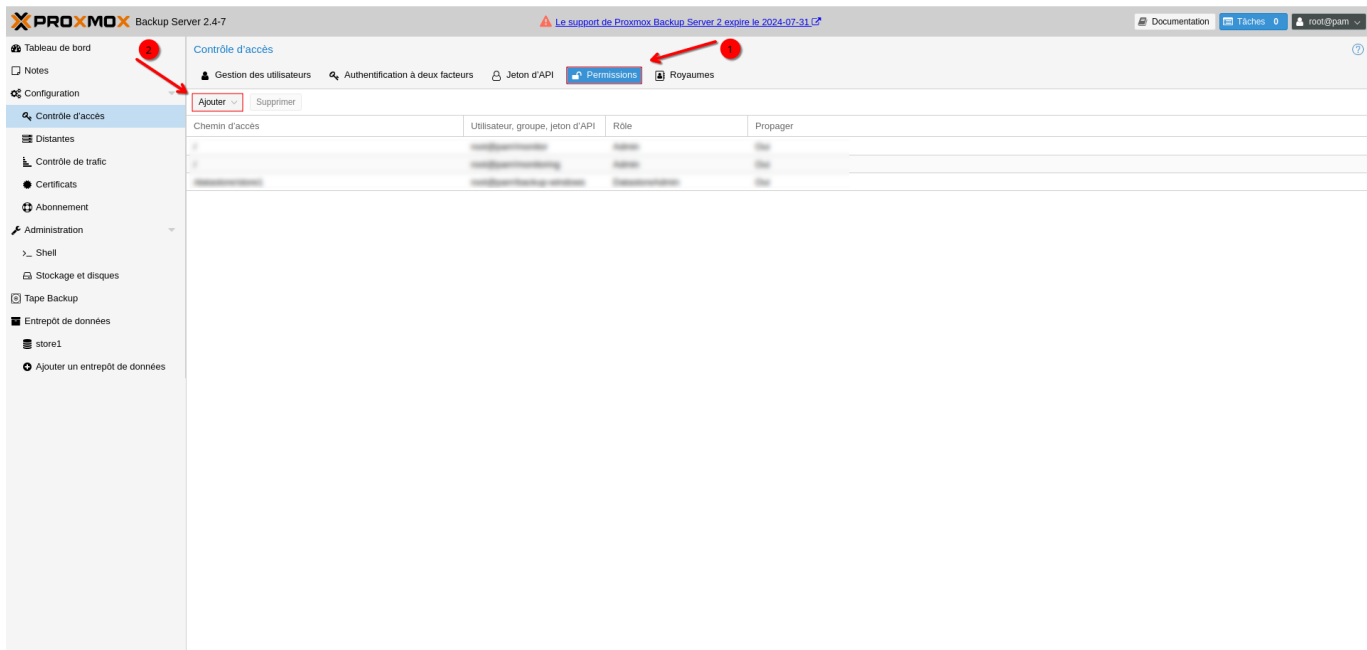 PROXMOX Backup Server 2.4-7
Le support de Proxmox Backup Server 2 expire le 2024-07-31
Documentation
Tâches 0
root@pam
Tableau de bord
Notes
Configuration
Contrôle d'accès
Distantes
Contrôle de trafic
Certificats
Abonnement
Administration
Shell
Stockage et disques
Tape Backup
Entrepôt de données
store1
Ajouter un entrepôt de données
2
Contrôle d'accès
1
Gestion des utilisateurs
Authentification à deux facteurs
Jeton d'API
Permissions
Royaumes
Ajouter
Supprimer
Chemin d'accès
Utilisateur, groupe, jeton d'API
Rôle
Propager